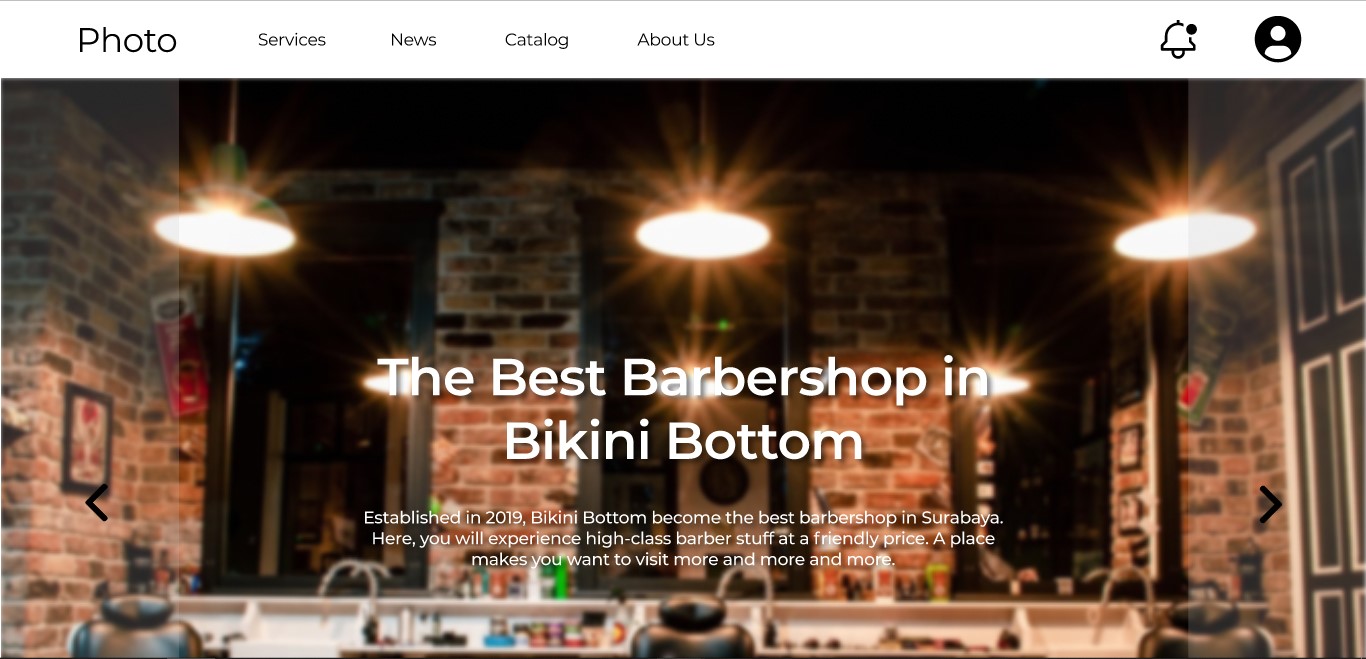 Photo
Services
News
Catalog
About Us
The Best Barbershop in
Bikini Bottom
Established in 2019, Bikini Bottom become the best barbershop in Surabaya.
Here, you will experience high-class barber stuff at a friendly price. A place
makes you want to visit more and more and more.